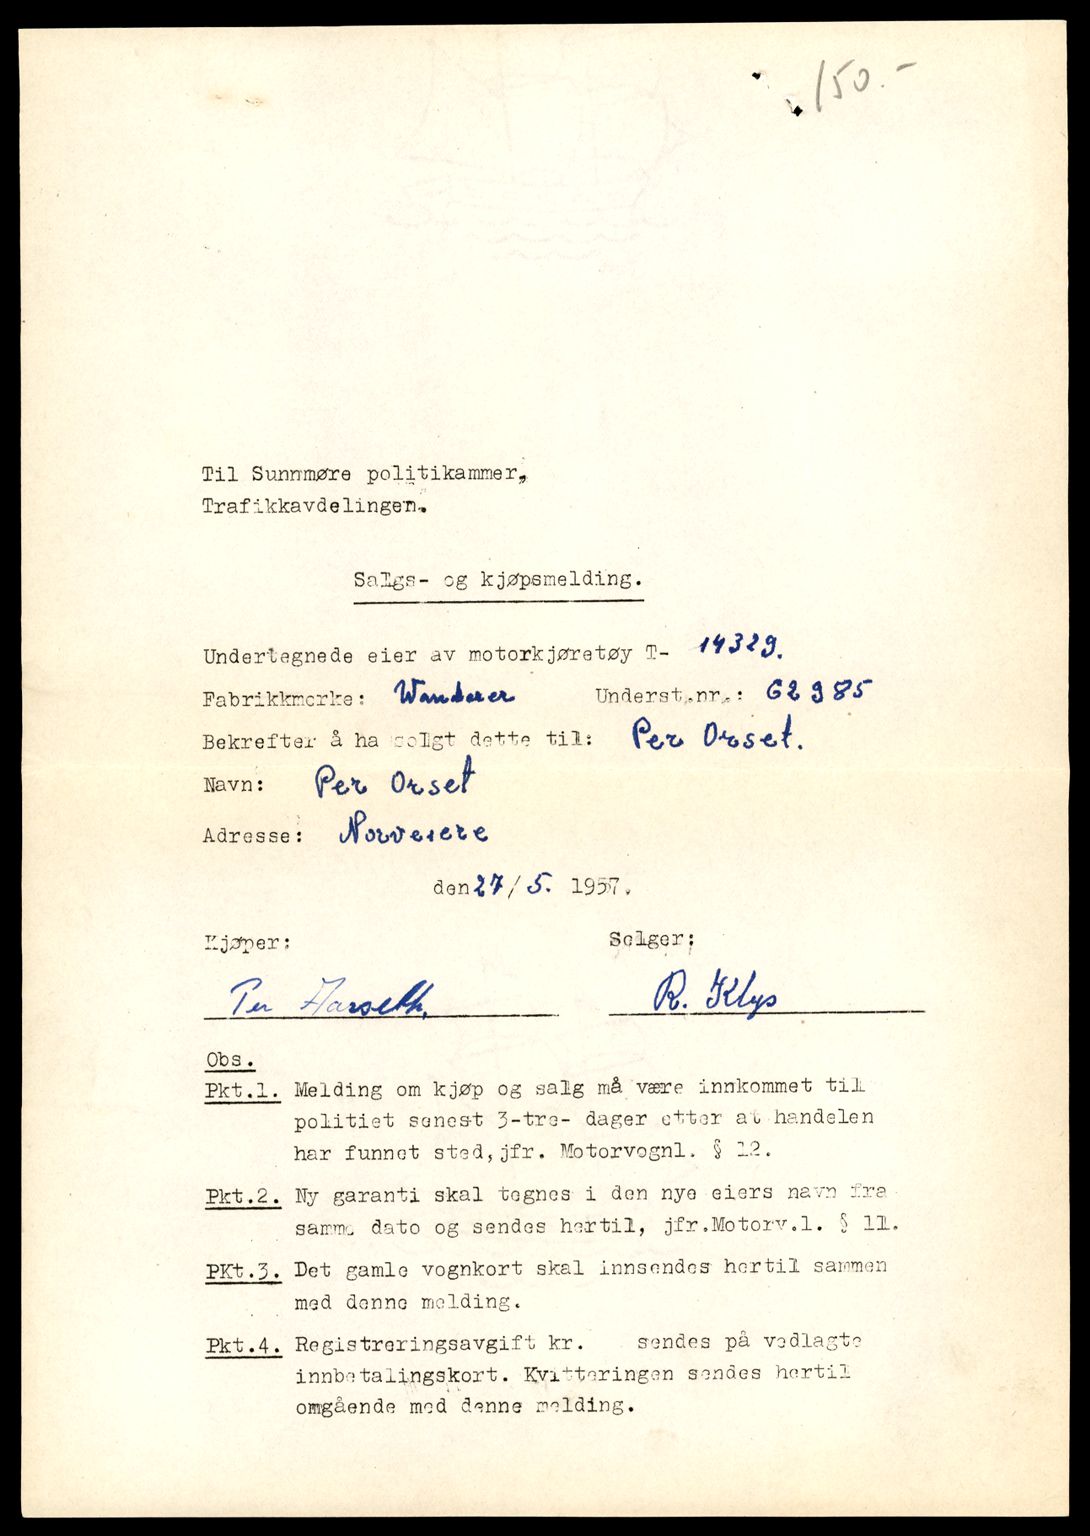 150.-
Til Sunnmøre politikammer,
Trafikkavdelingen.
Salgs- og kjøpsmelding.
Undertegnede eier av motorkjøretøy T- 14329.
Fabrikkmerke: Wanderer Underst.nr.: 62985
Bekrefter å ha solgt dette til: Per Orset.
Navn: Per Orset
Adresse:
den 27/5. 1957.
Kjøper: Selger:
Per R. Klys
Obs.
Pkt.1. Melding om kjøp og salg må være innkommet til
politiet senest 3-tre- dager etter at handelen
har funnet sted, jfr. Motorvognl. § 12.
Pkt.2. Ny garanti skal tegnes i den nye eiers navn fra
samme dato og sendes hertil, jfr.Motorv.l. § 11.
PKt.3. Det gamle vognkort skal innsendes hertil sammen
med denne melding.
Pkt.4. Registreringsavgift kr. sendes på vedlagte
innbetalingskort. Kvitteringen sendes hertil
omgående med denne melding.